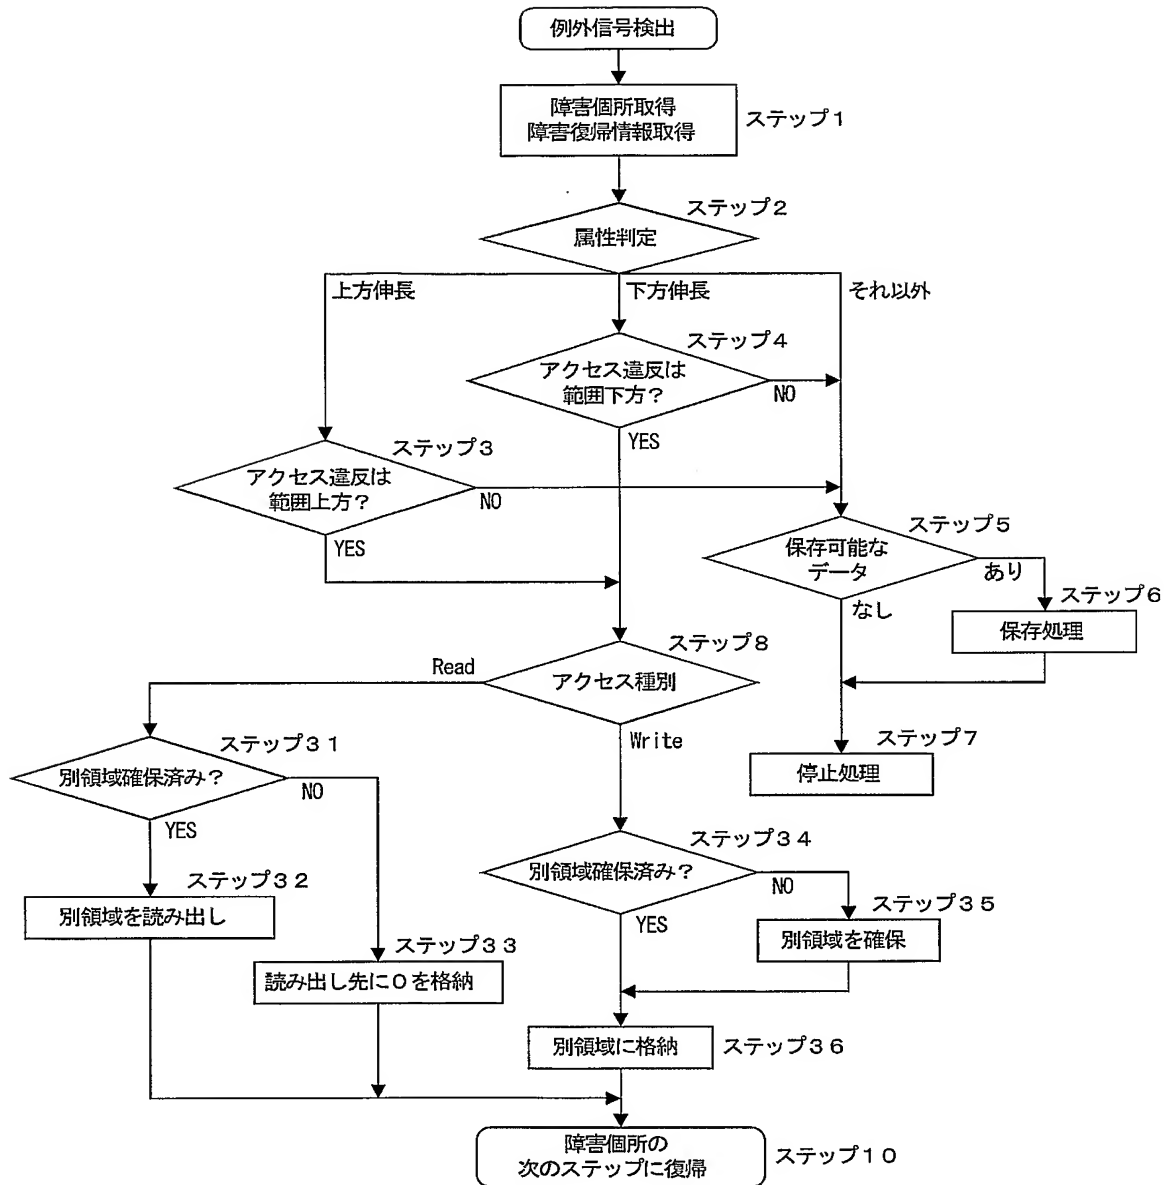 例外信号検出
障害個所取得
障害復帰情報取得
ステップ1
ステップ2
属性判定
上方伸長
下方伸長
それ以外
ステップ4
アクセス違反は
範囲下方?
NO
YES
ステップ3
アクセス違反は
範囲上方?
NO
YES
ステップ5
保存可能な
データ
あり
なし
ステップ6
保存処理
ステップ8
アクセス種別
Read
Write
ステップ7
停止処理
ステップ31
別領域確保済み?
NO
YES
ステップ32
別領域を読み出し
ステップ33
読み出し先に0を格納
ステップ34
別領域確保済み?
NO
YES
ステップ35
別領域を確保
別領域に格納
ステップ36
障害個所の
次のステップに復帰
ステップ10